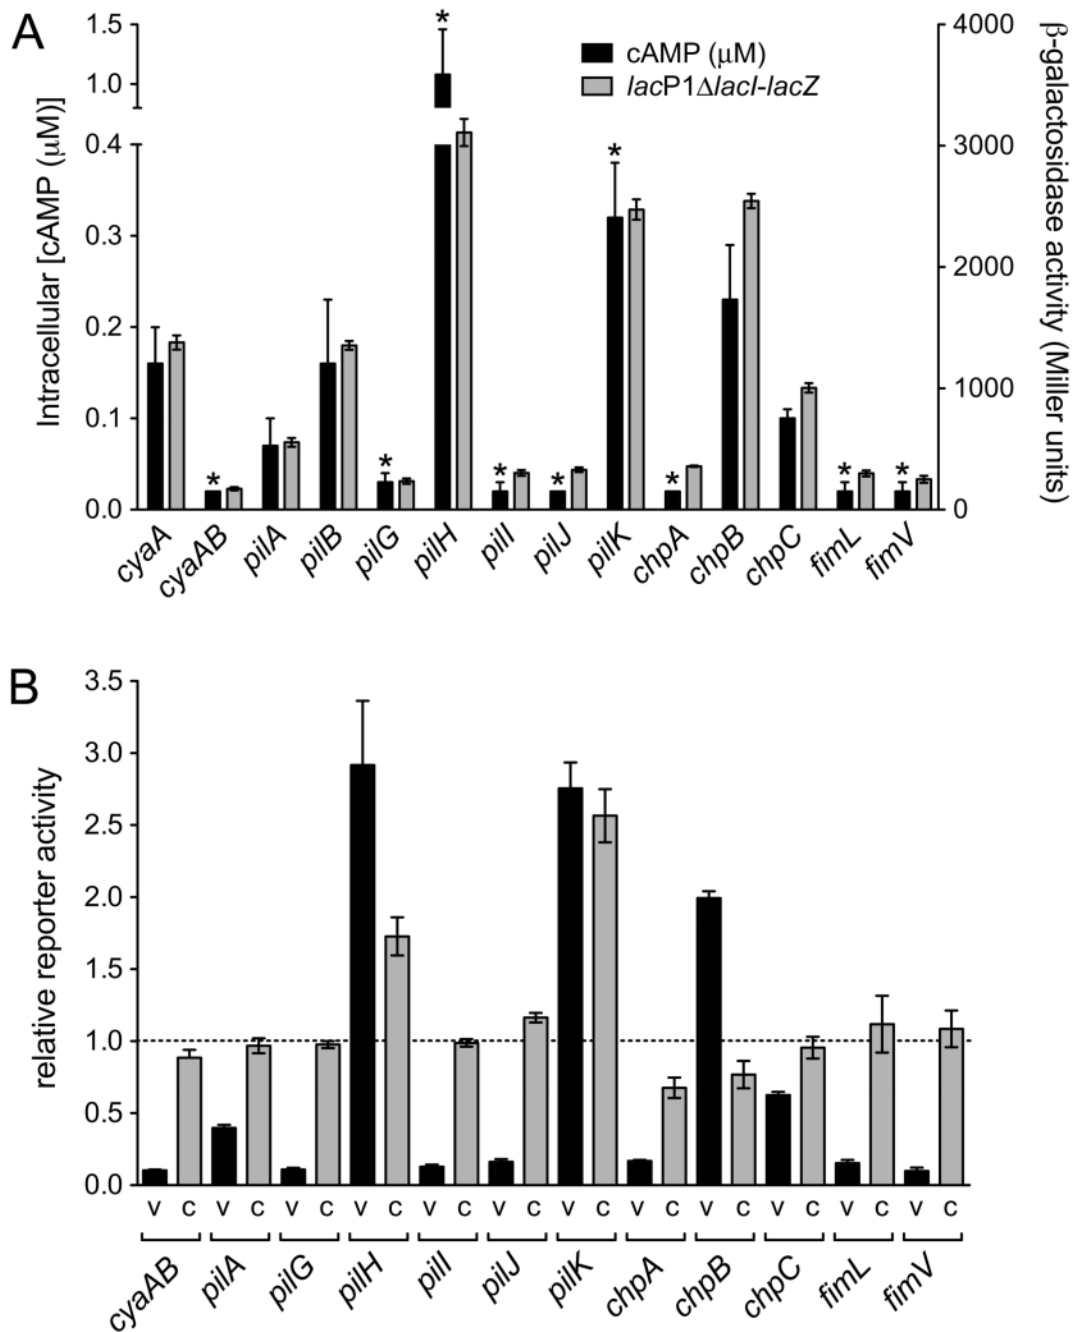 A
Intracellular [cAMP (μM)]
1.5
1.0
0.4
0.3
0.2
0.1
0.0
* * * * * * * * *
cAMP (μM)
lacP1ΔlacI-lacZ
4000
3000
2000
1000
0
β-galactosidase activity (Miller units)
cyaA cyaAB pilA pilB pilG pilH pilI pilJ pilK chpA chpB chpC fimL fimV
B
relative reporter activity
3.5
3.0
2.5
2.0
1.5
1.0
0.5
0.0
v c v c v c v c v c v c v c v c v c v c v c v c
cyaAB pilA pilG pilH pilI pilJ pilK chpA chpB chpC fimL fimV